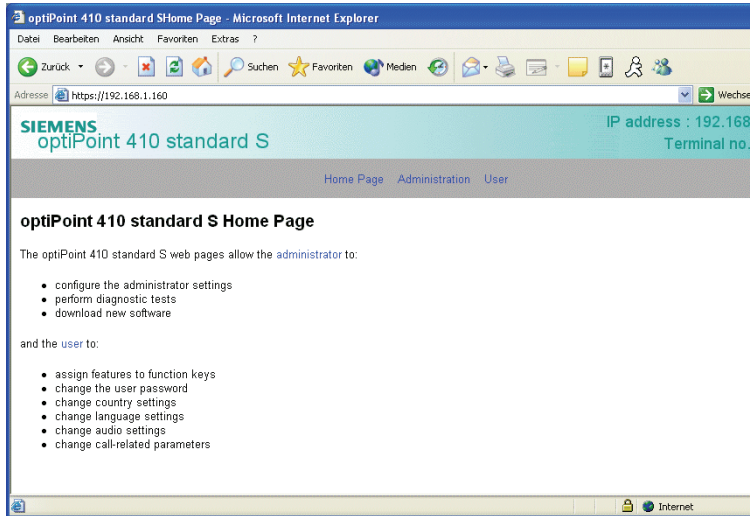 optiPoint 410 standard SHome Page - Microsoft Internet Explorer
Datei Bearbeiten Ansicht Favoriten Extras ?
Zurück Suchen Favoriten Medien
Adresse https://192.168.1.160 Wechse
SIEMENS
optiPoint 410 standard S
IP address : 192.168
Terminal no.
Home Page Administration User
optiPoint 410 standard S Home Page
The optiPoint 410 standard S web pages allow the administrator to:
• configure the administrator settings
• perform diagnostic tests
• download new software
and the user to:
• assign features to function keys
• change the user password
• change country settings
• change language settings
• change audio settings
• change call-related parameters
Internet